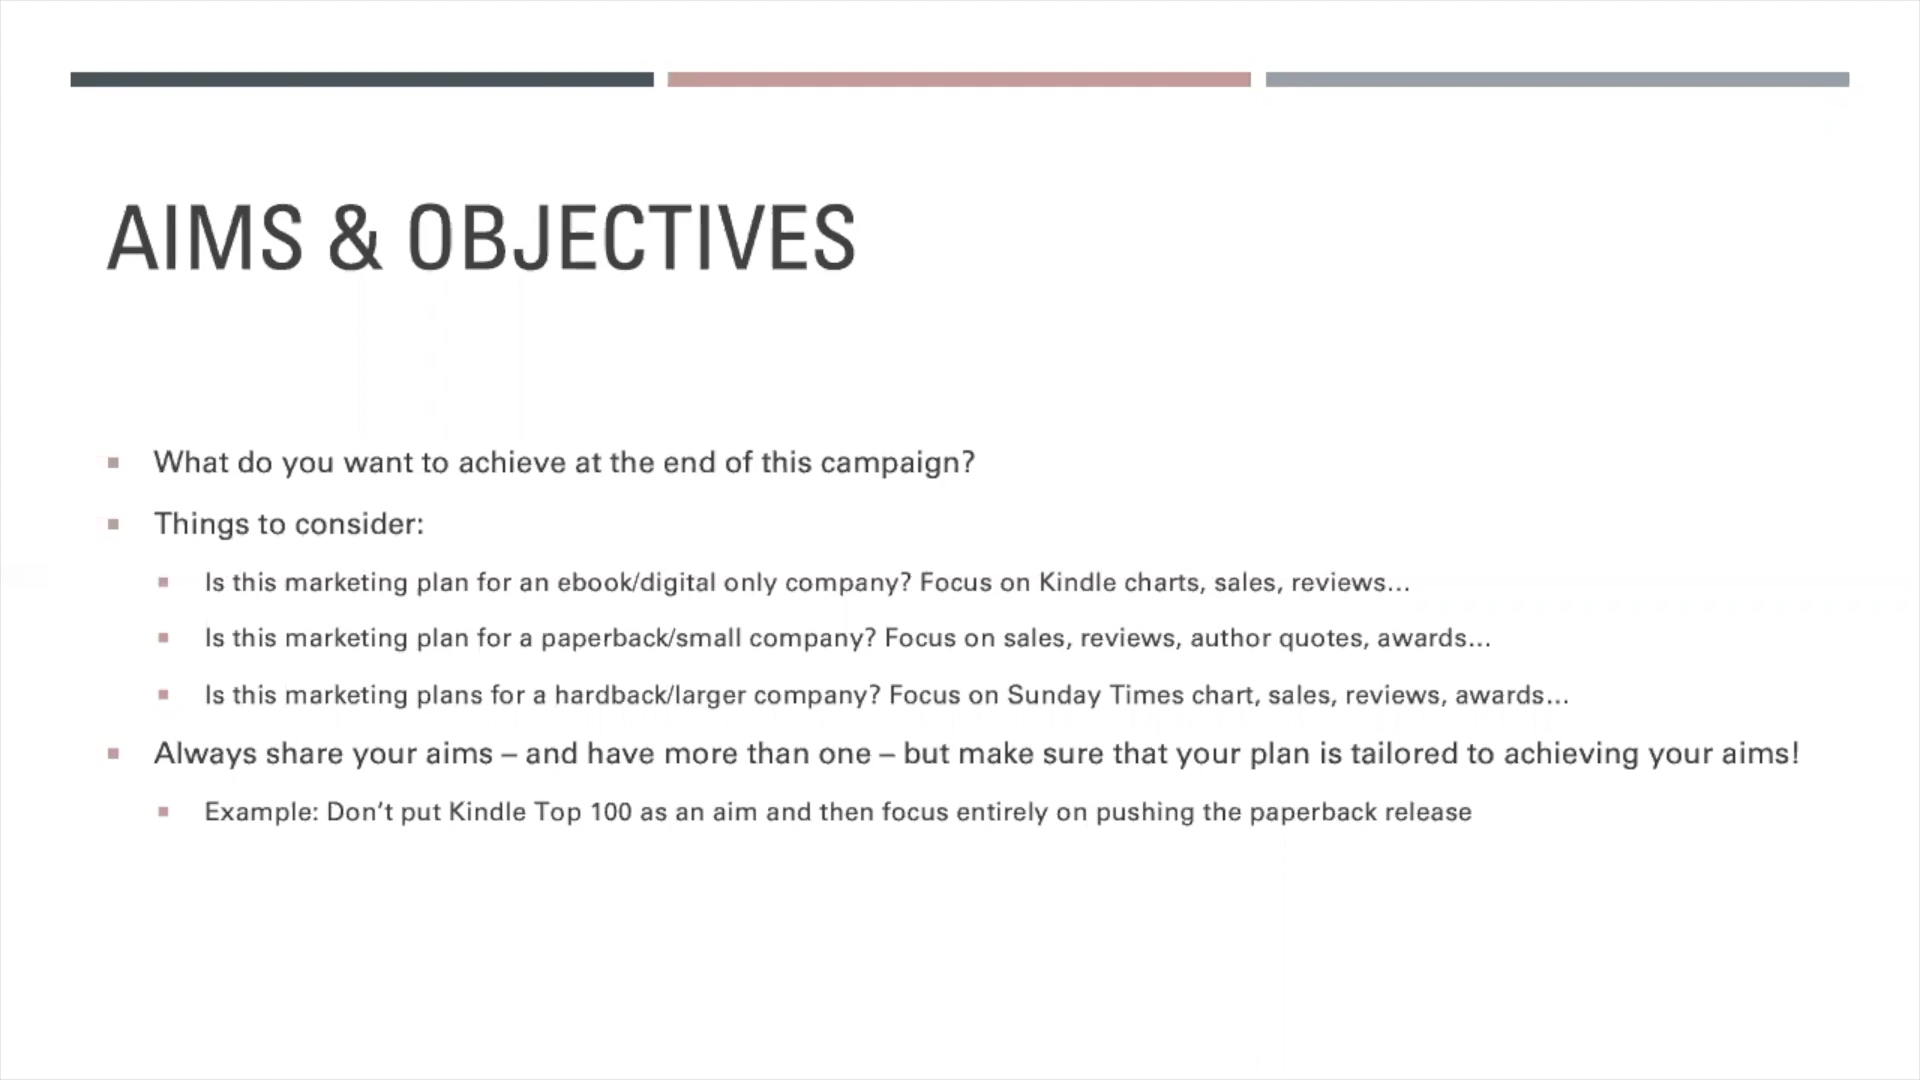 AIMS & OBJECTIVES
What do you want to achieve at the end of this campaign?
Things to consider:
Is this marketing plan for an ebook/digital only company? Focus on Kindle charts, sales, reviews...
Is this marketing plan for a paperback/small company? Focus on sales, reviews, author quotes, awards...
Is this marketing plans for a hardback/larger company? Focus on Sunday Times chart, sales, reviews, awards...
Always share your aims – and have more than one – but make sure that your plan is tailored to achieving your aims!
Example: Don’t put Kindle Top 100 as an aim and then focus entirely on pushing the paperback release